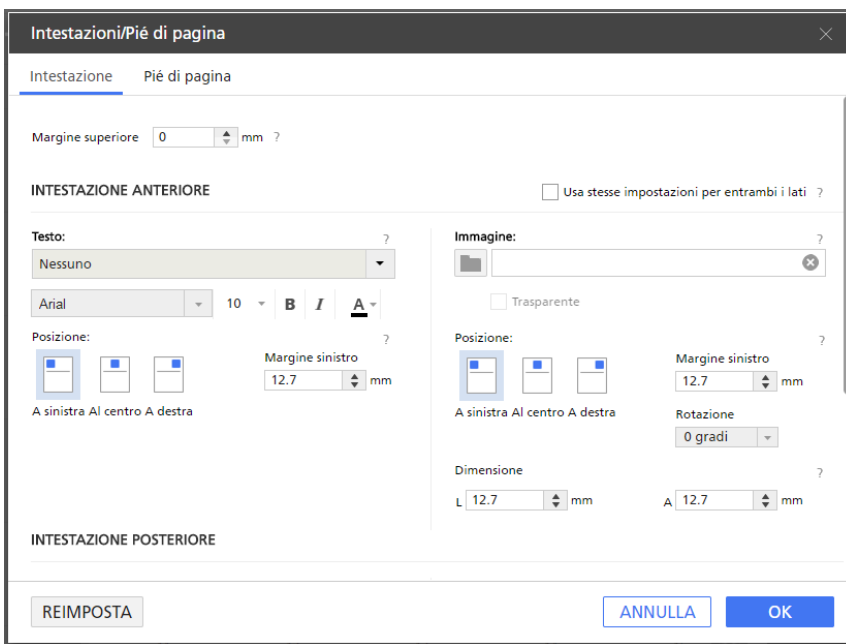 Intestazioni/Pié di pagina
Intestazione Pié di pagina
Margine superiore 0 mm ?
INTESTAZIONE ANTERIORE
Usa stesse impostazioni per entrambi i lati ?
Testo: ?
Nessuno
Arial 10 B I A
Posizione: ?
Margine sinistro
12.7 mm
A sinistra Al centro A destra
Immagine: ?
Trasparente
Posizione: ?
Margine sinistro
12.7 mm
A sinistra Al centro A destra
Rotazione
0 gradi
Dimensione ?
L 12.7 mm A 12.7 mm
INTESTAZIONE POSTERIORE
REIMPOSTA ANNULLA OK